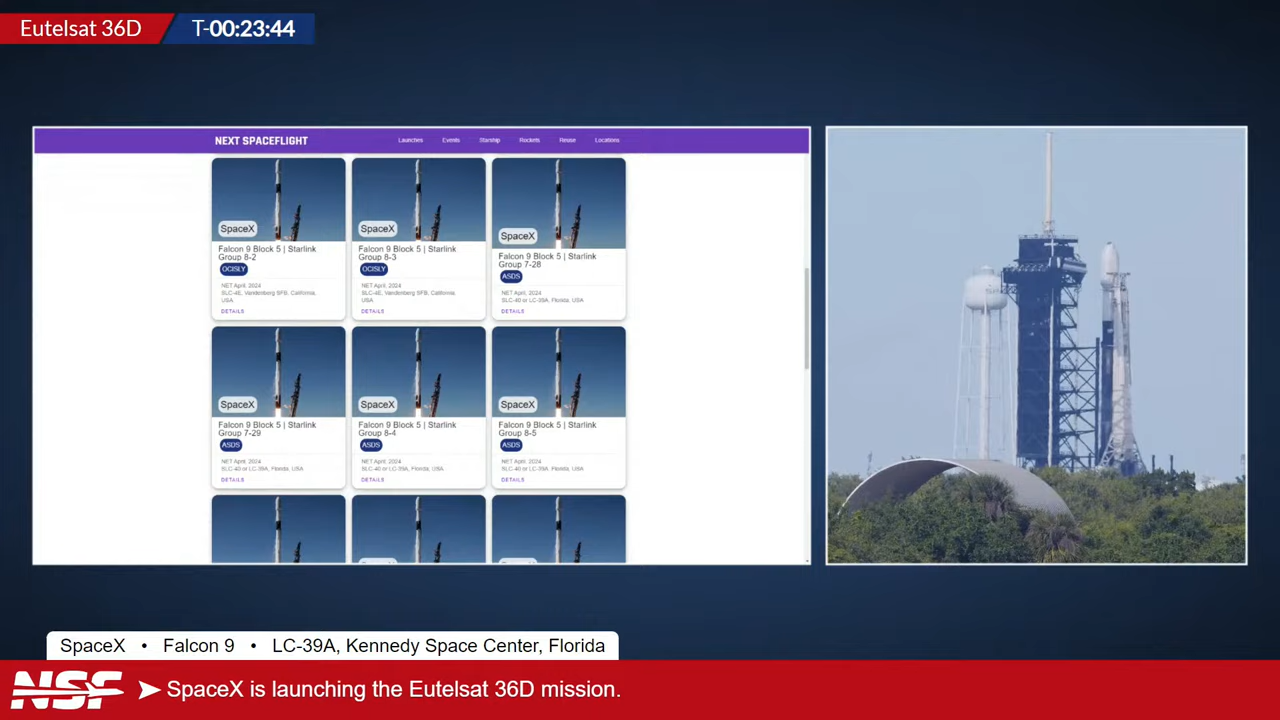 Eutelsat 36D
T-00:23:44
NEXT SPACEFLIGHT
Launches
Events
Starship
Rockets
Reuse
Locations
SpaceX
Falcon 9 Block 5 | Starlink
Group 8-2
OCISLY
NET April, 2024
SLC-4E, Vandenberg SFB, California,
USA
DETAILS
SpaceX
Falcon 9 Block 5 | Starlink
Group 8-3
OCISLY
NET April, 2024
SLC-4E, Vandenberg SFB, California,
USA
DETAILS
SpaceX
Falcon 9 Block 5 | Starlink
Group 7-28
ASDS
NET April, 2024
SLC-40 or LC-39A, Florida, USA
DETAILS
SpaceX
Falcon 9 Block 5 | Starlink
Group 7-29
ASDS
NET April, 2024
SLC-40 or LC-39A, Florida, USA
DETAILS
SpaceX
Falcon 9 Block 5 | Starlink
Group 8-4
ASDS
NET April, 2024
SLC-40 or LC-39A, Florida, USA
DETAILS
SpaceX
Falcon 9 Block 5 | Starlink
Group 8-5
ASDS
NET April, 2024
SLC-40 or LC-39A, Florida, USA
DETAILS
SpaceX • Falcon 9 • LC-39A, Kennedy Space Center, Florida
NSF
SpaceX is launching the Eutelsat 36D mission.